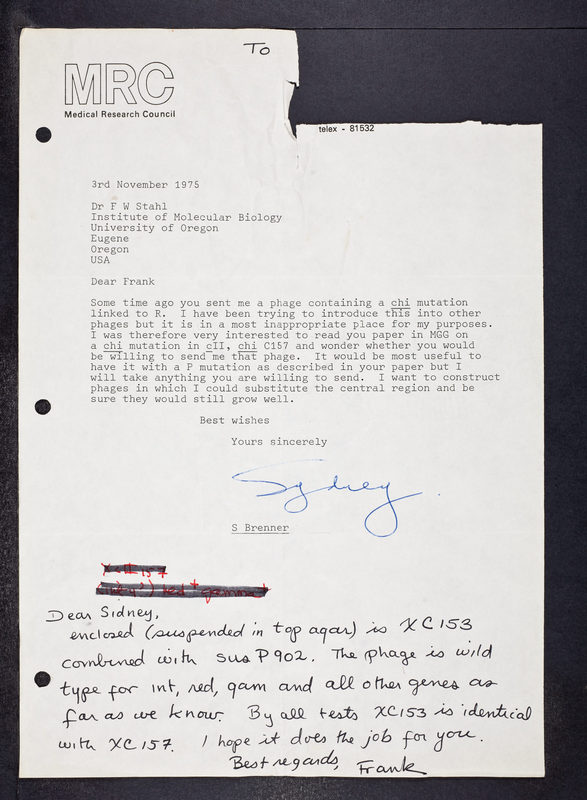 To
MRC
Medical Research Council
telex - 81532
3rd November 1975
Dr F W Stahl
Institute of Molecular Biology
University of Oregon
Eugene
Oregon
USA
Dear Frank
Some time ago you sent me a phage containing a chi mutation
linked to R. I have been trying to introduce this into other
phages but it is in a most inappropriate place for my purposes.
I was therefore very interested to read you paper in MGG on
a chi mutation in cII, chi C157 and wonder whether you would
be willing to send me that phage. It would be most useful to
have it with a P mutation as described in your paper but I
will take anything you are willing to send. I want to construct
phages in which I could substitute the central region and be
sure they would still grow well.
Best wishes
Yours sincerely
Sydney
S Brenner
157
red + gamma
Dear Sidney,
enclosed (suspended in top agar) is XC153
combined with sus P902. The phage is wild
type for int, red, gam and all other genes as
far as we know. By all tests XC153 is identical
with XC157. I hope it does the job for you.
Best regards, Frank